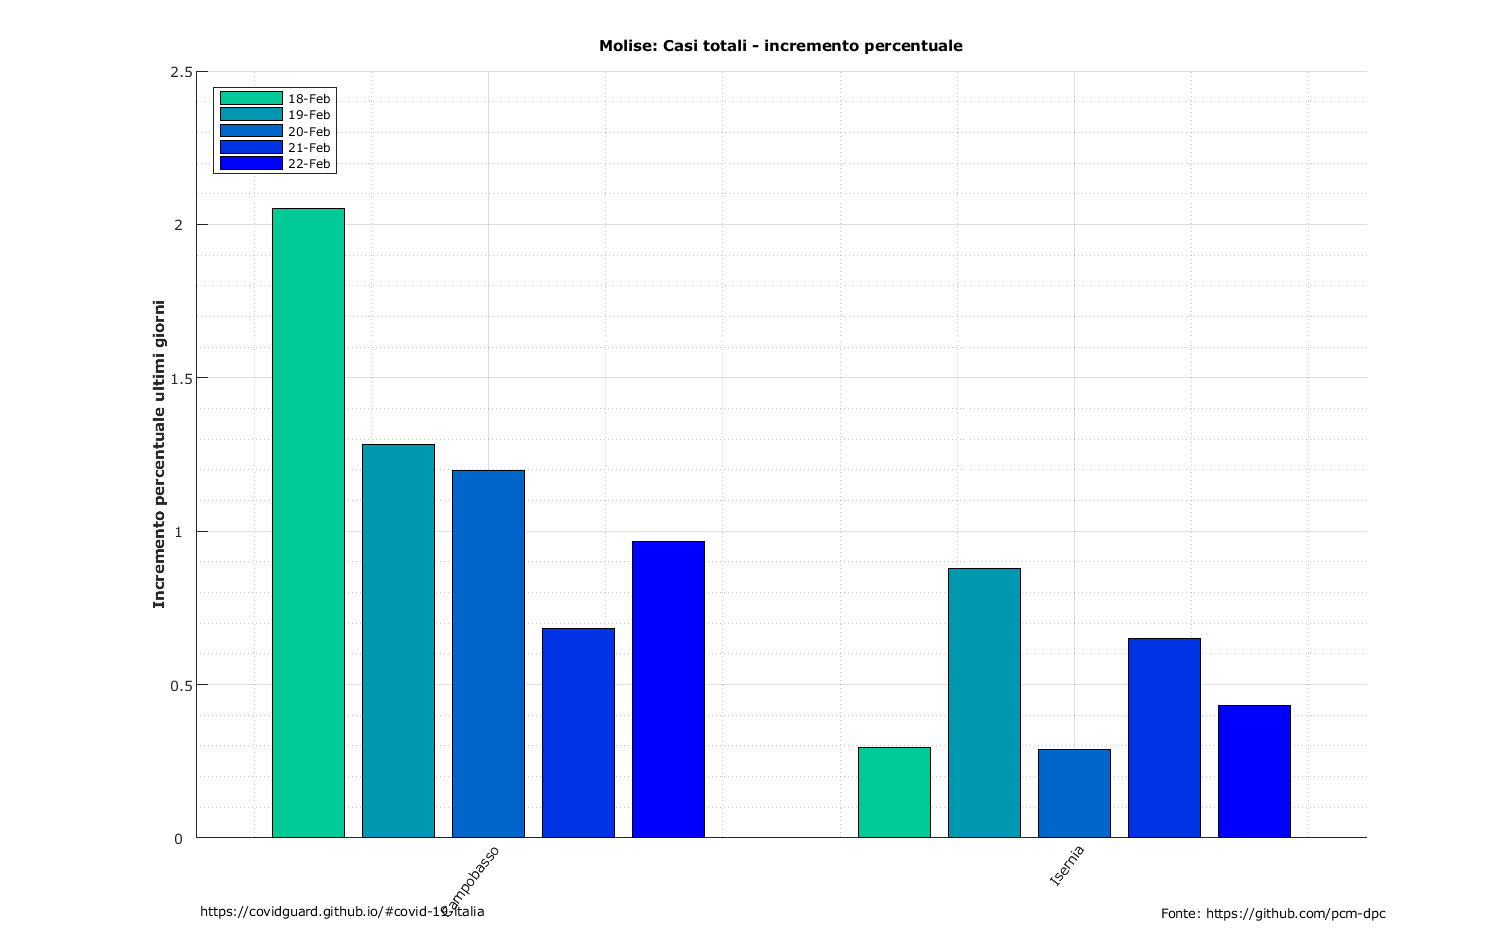 Molise: Casi totali - incremento percentuale
2.5
2
1.5
1
0.5
0
Incremento percentuale ultimi giorni
18-Feb
19-Feb
20-Feb
21-Feb
22-Feb
Campobasso
Isernia
https://covidguard.github.io/#covid-19-italia
Fonte: https://github.com/pcm-dpc